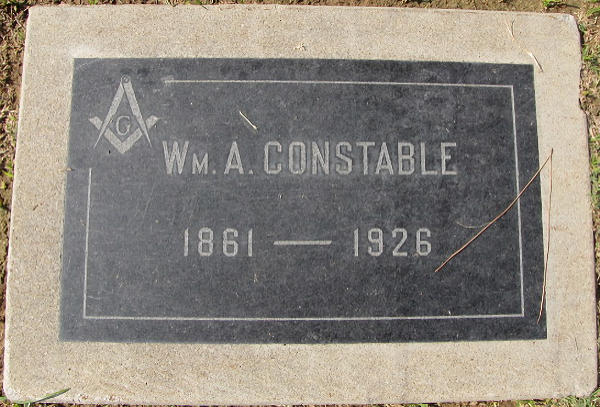 G
WM. A. CONSTABLE
1861 — 1926